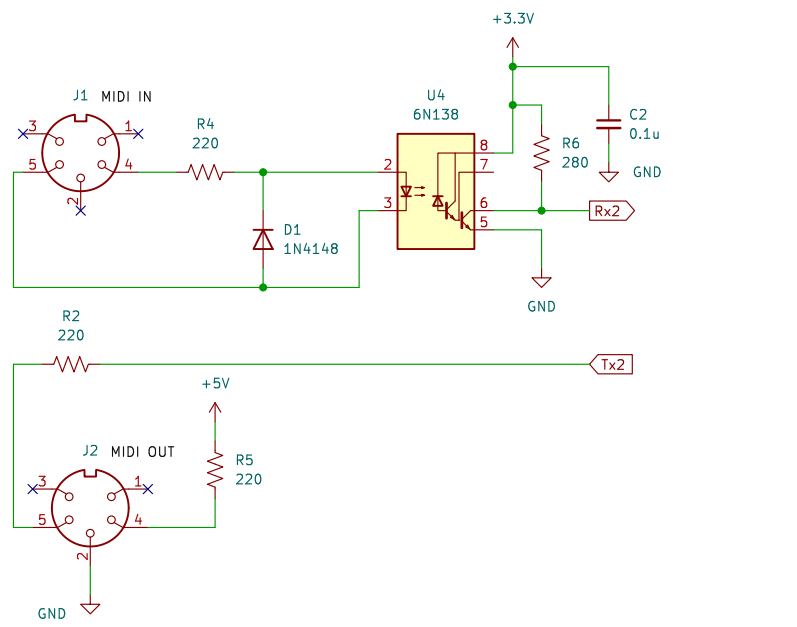 +3.3V
J1 MIDI IN
3
1
5
4
2
R4
220
D1
1N4148
U4
6N138
2
3
8
7
6
5
R6
280
C2
0.1u
GND
Rx2
GND
R2
220
Tx2
+5V
R5
220
J2 MIDI OUT
3
1
5
4
2
GND